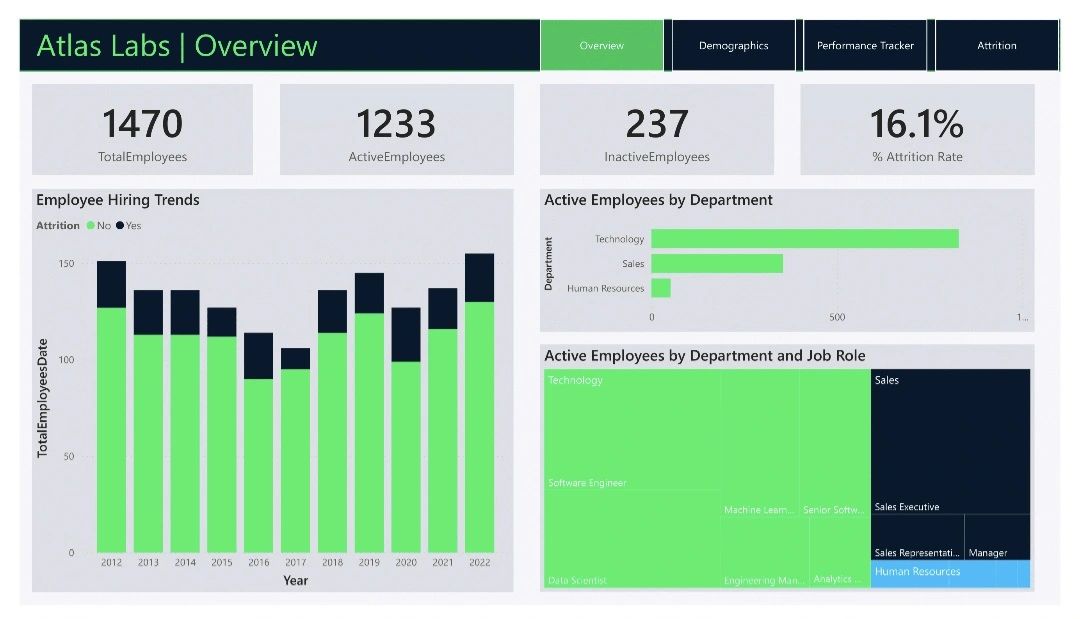 Atlas Labs | Overview
Overview
Demographics
Performance Tracker
Attrition
1470
TotalEmployees
1233
ActiveEmployees
237
InactiveEmployees
16.1%
% Attrition Rate
Employee Hiring Trends
Attrition No Yes
150
100
50
0
TotalEmployeesDate
2012 2013 2014 2015 2016 2017 2018 2019 2020 2021 2022
Year
Active Employees by Department
Department
Technology
Sales
Human Resources
0 500 1...
Active Employees by Department and Job Role
Technology
Software Engineer
Data Scientist
Machine Learn...
Senior Softw...
Engineering Man...
Analytics ...
Sales
Sales Executive
Sales Representati...
Manager
Human Resources